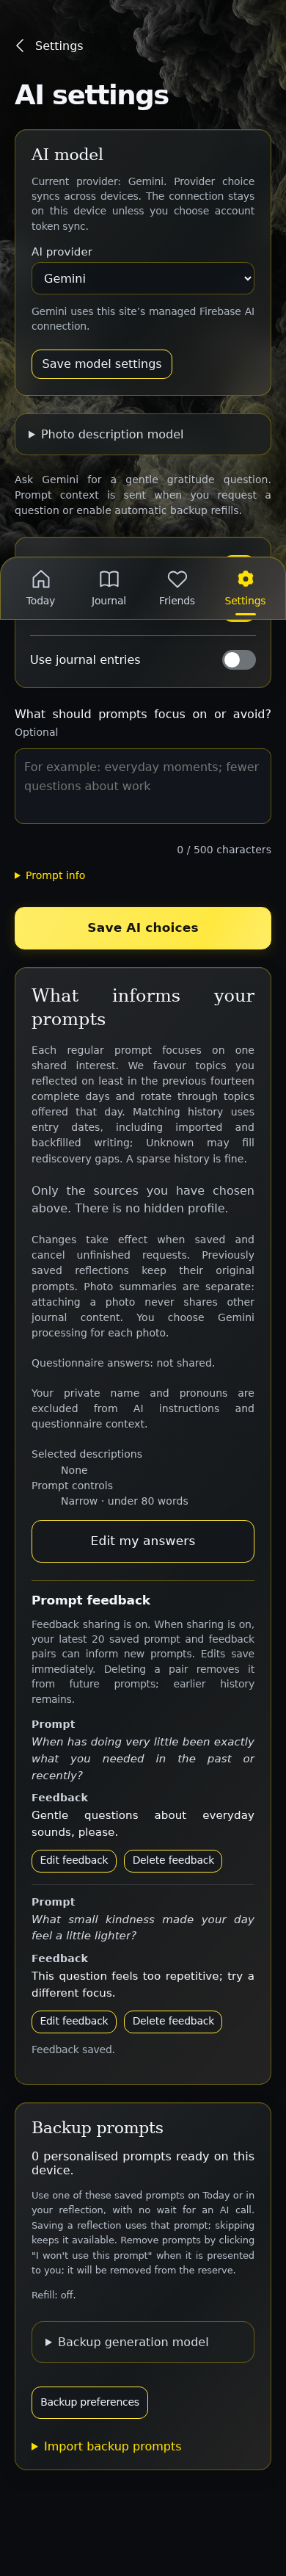 Settings
AI settings
AI model
Current provider: Gemini. Provider choice
syncs across devices. The connection stays
on this device unless you choose account
token sync.
AI provider
Gemini
Gemini uses this site's managed Firebase AI
connection.
Save model settings
Photo description model
Ask Gemini for a gentle gratitude question.
Prompt context is sent when you request a
question or enable automatic backup refills.
Today
Journal
Friends
Settings
Use journal entries
What should prompts focus on or avoid?
Optional
For example: everyday moments; fewer
questions about work
0 / 500 characters
Prompt info
Save AI choices
What informs your
prompts
Each regular prompt focuses on one
shared interest. We favour topics you
reflected on least in the previous fourteen
complete days and rotate through topics
offered that day. Matching history uses
entry dates, including imported and
backfilled writing; Unknown may fill
rediscovery gaps. A sparse history is fine.
Only the sources you have chosen
above. There is no hidden profile.
Changes take effect when saved and
cancel unfinished requests. Previously
saved reflections keep their original
prompts. Photo summaries are separate:
attaching a photo never shares other
journal content. You choose Gemini
processing for each photo.
Questionnaire answers: not shared.
Your private name and pronouns are
excluded from AI instructions and
questionnaire context.
Selected descriptions
None
Prompt controls
Narrow · under 80 words
Edit my answers
Prompt feedback
Feedback sharing is on. When sharing is on,
your latest 20 saved prompt and feedback
pairs can inform new prompts. Edits save
immediately. Deleting a pair removes it
from future prompts; earlier history
remains.
Prompt
When has doing very little been exactly
what you needed in the past or
recently?
Feedback
Gentle questions about everyday
sounds, please.
Edit feedback
Delete feedback
Prompt
What small kindness made your day
feel a little lighter?
Feedback
This question feels too repetitive; try a
different focus.
Edit feedback
Delete feedback
Feedback saved.
Backup prompts
0 personalised prompts ready on this
device.
Use one of these saved prompts on Today or in
your reflection, with no wait for an AI call.
Saving a reflection uses that prompt; skipping
keeps it available. Remove prompts by clicking
"I won't use this prompt" when it is presented
to you; it will be removed from the reserve.
Refill: off.
Backup generation model
Backup preferences
Import backup prompts